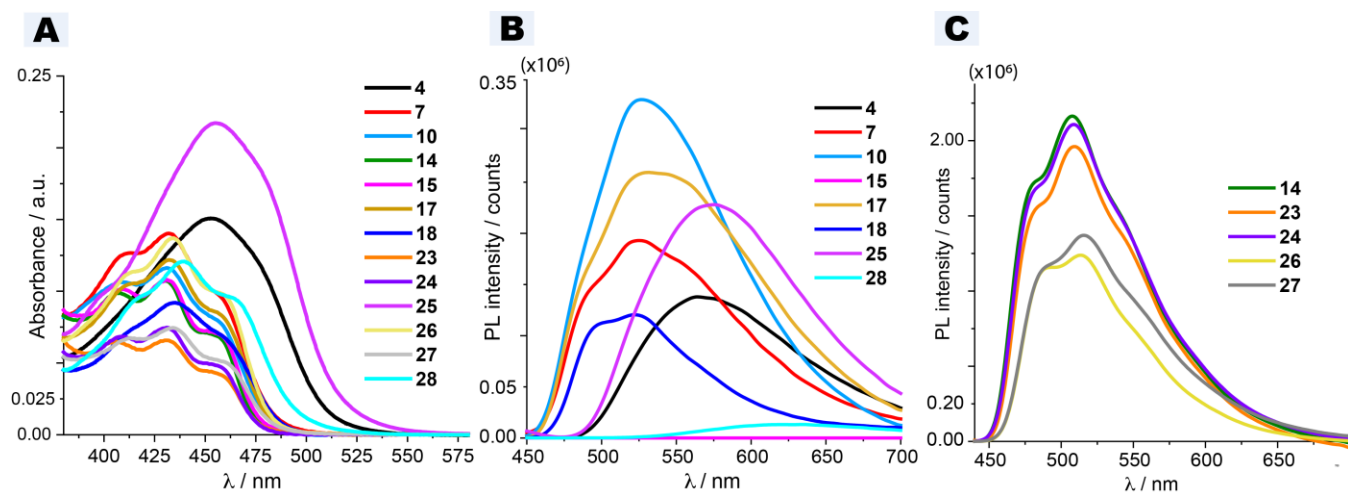 A
0.25
0.025
0.00
Absorbance / a.u.
400 425 450 475 500 525 550 575
λ / nm
4
7
10
14
15
17
18
23
24
25
26
27
28
B
(x10⁶)
0.35
0.05
0.00
PL intensity / counts
450 500 550 600 650 700
λ / nm
4
7
10
15
17
18
25
28
C
(x10⁶)
2.00
0.20
0.00
PL intensity / counts
450 500 550 600 650
λ / nm
14
23
24
26
27